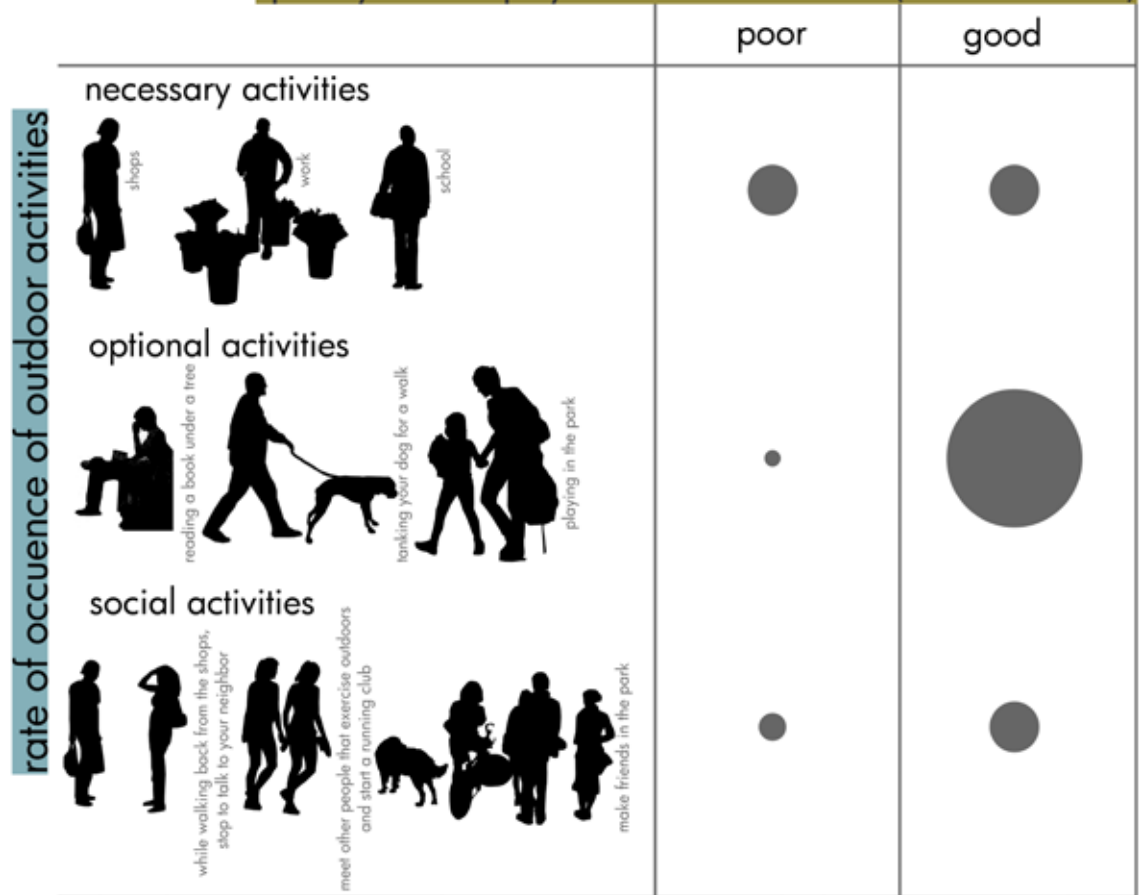 poor
good
rate of occuence of outdoor activities
necessary activities
shops
work
school
optional activities
reading a book under a tree
tanking your dog for a walk
playing in the park
social activities
while walking back from the shops,
stop to talk to your neighbor
meet other people that exercise outdoors
and start a running club
make friends in the park